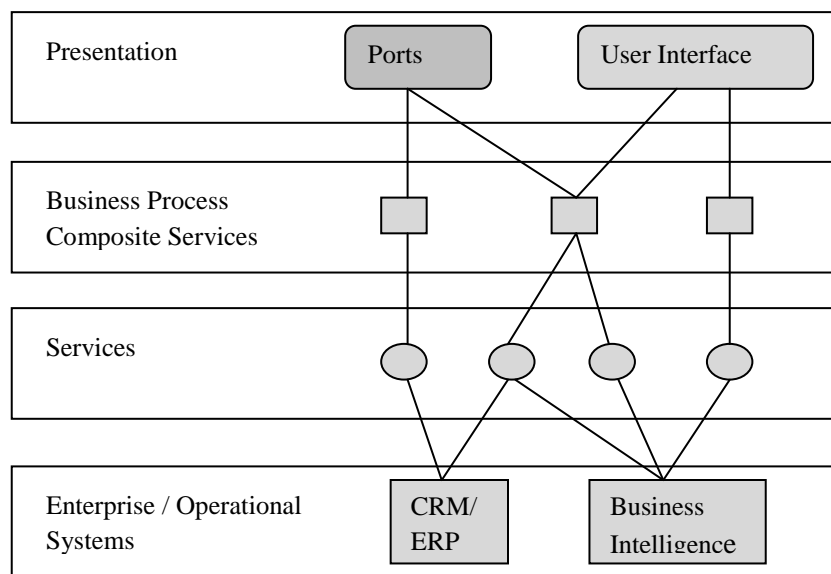 Presentation
Ports
User Interface
Business Process
Composite Services
Services
Enterprise / Operational
Systems
CRM/
ERP
Business
Intelligence